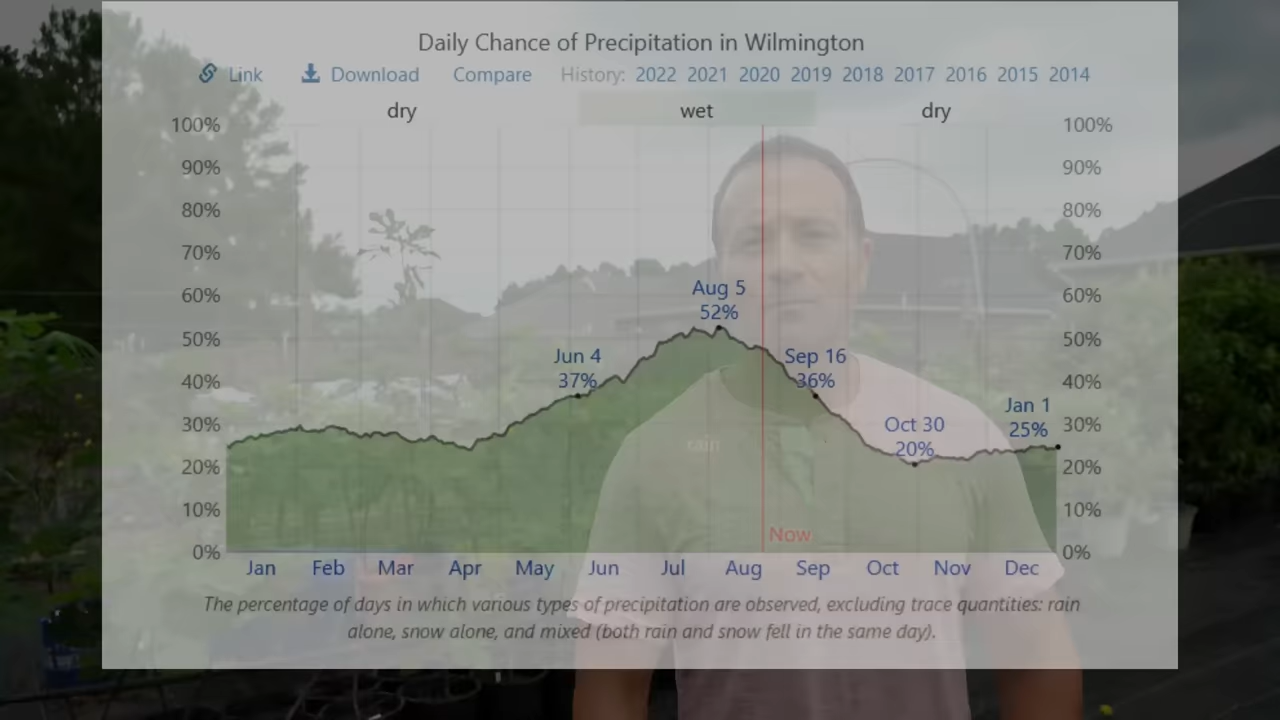 Daily Chance of Precipitation in Wilmington
Link Download Compare History: 2022 2021 2020 2019 2018 2017 2016 2015 2014
dry wet dry
100% 100%
90% 90%
80% 80%
70% 70%
60% 60%
50% 50%
40% 40%
30% 30%
20% 20%
10% 10%
0% 0%
Aug 5
52%
Jun 4
37%
Sep 16
36%
Oct 30
20%
Jan 1
25%
rain
Now
Jan Feb Mar Apr May Jun Jul Aug Sep Oct Nov Dec
The percentage of days in which various types of precipitation are observed, excluding trace quantities: rain
alone, snow alone, and mixed (both rain and snow fell in the same day).